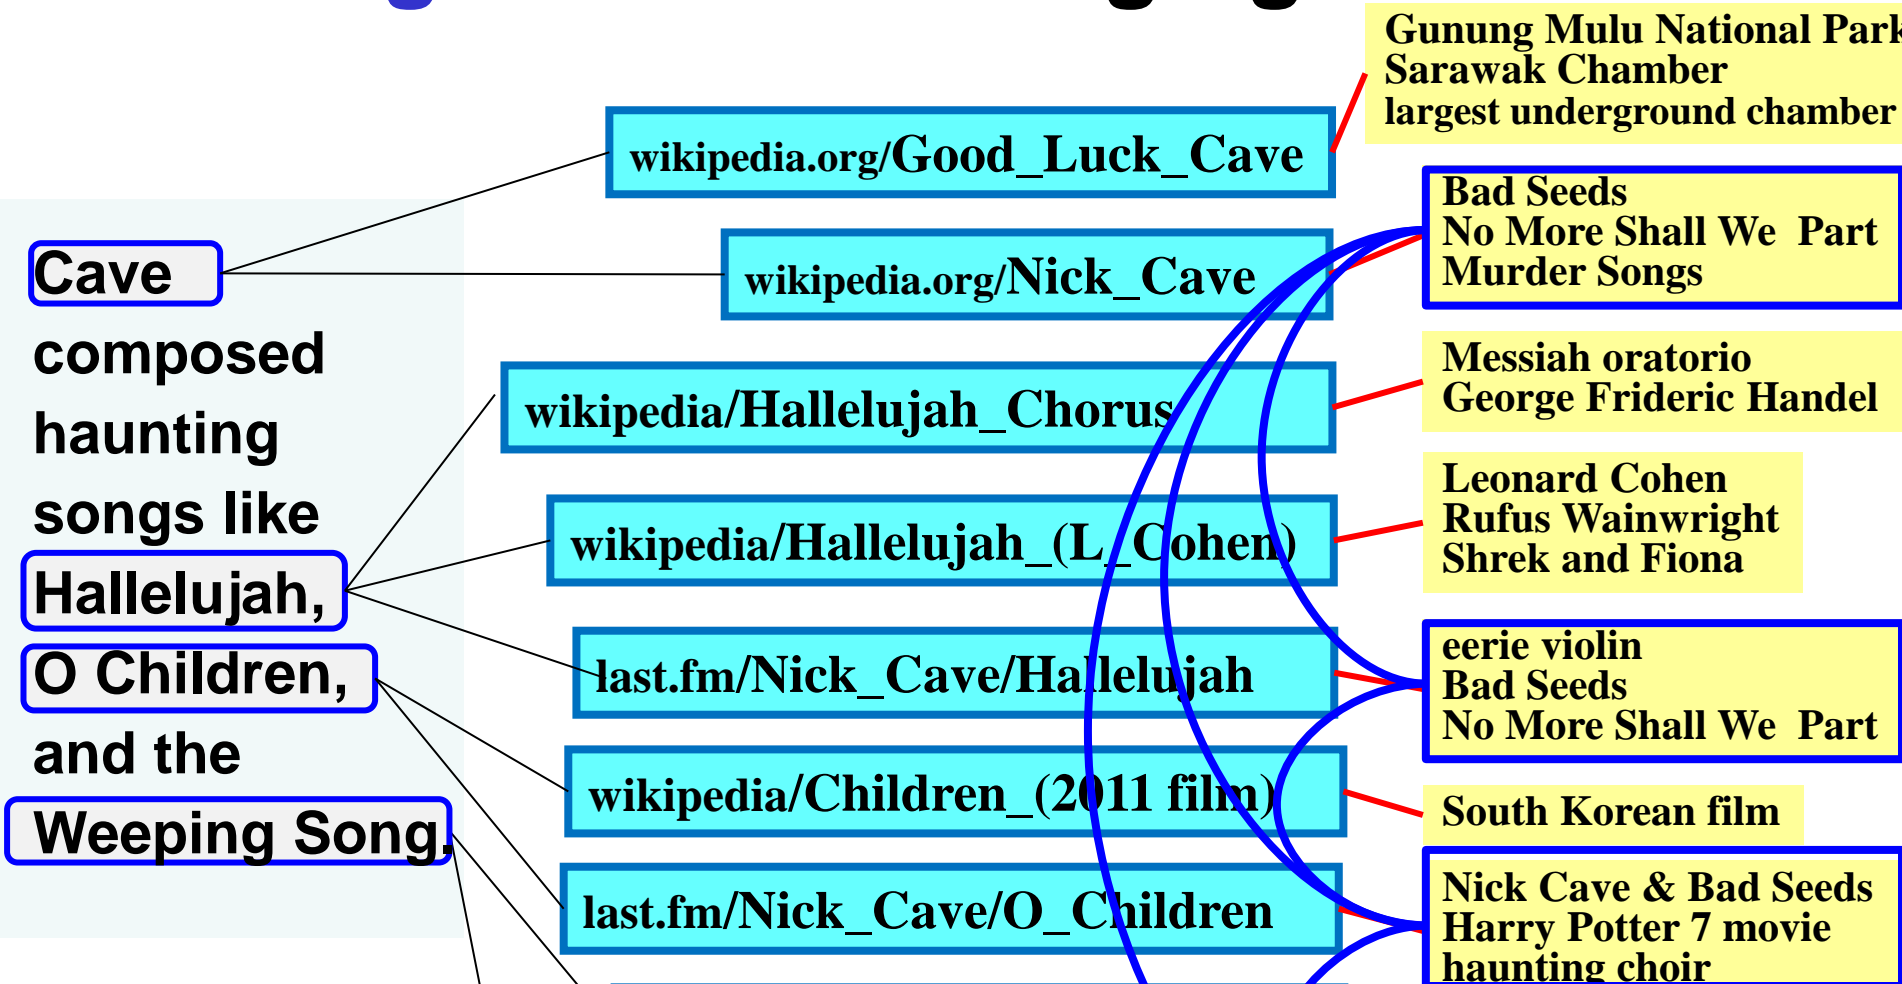 Cave
composed
haunting
songs like
Hallelujah,
O Children,
and the
Weeping Song.
wikipedia.org/Good_Luck_Cave
wikipedia.org/Nick_Cave
wikipedia/Hallelujah_Chorus
wikipedia/Hallelujah_(L_Cohen)
last.fm/Nick_Cave/Hallelujah
wikipedia/Children_(2011 film)
last.fm/Nick_Cave/O_Children
Gunung Mulu National Park
Sarawak Chamber
largest underground chamber
Bad Seeds
No More Shall We Part
Murder Songs
Messiah oratorio
George Frideric Handel
Leonard Cohen
Rufus Wainwright
Shrek and Fiona
eerie violin
Bad Seeds
No More Shall We Part
South Korean film
Nick Cave & Bad Seeds
Harry Potter 7 movie
haunting choir